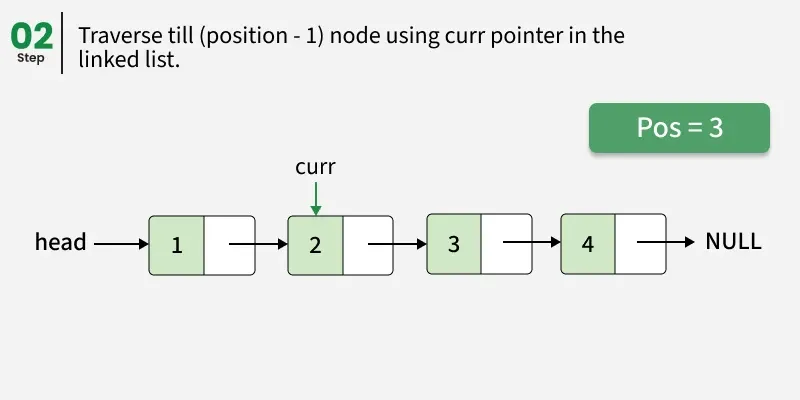 02
Step
Traverse till (position - 1) node using curr pointer in the
linked list.
Pos = 3
curr
head 1 2 3 4 NULL